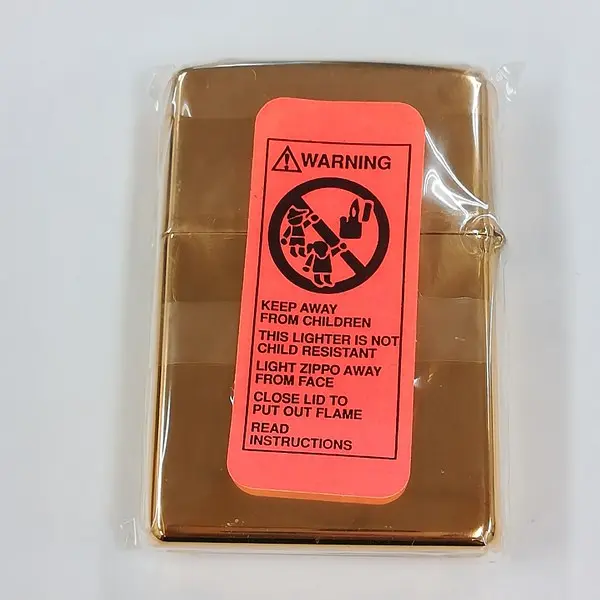 WARNING
KEEP AWAY
FROM CHILDREN
THIS LIGHTER IS NOT
CHILD RESISTANT
LIGHT ZIPPO AWAY
FROM FACE
CLOSE LID TO
PUT OUT FLAME
READ
INSTRUCTIONS